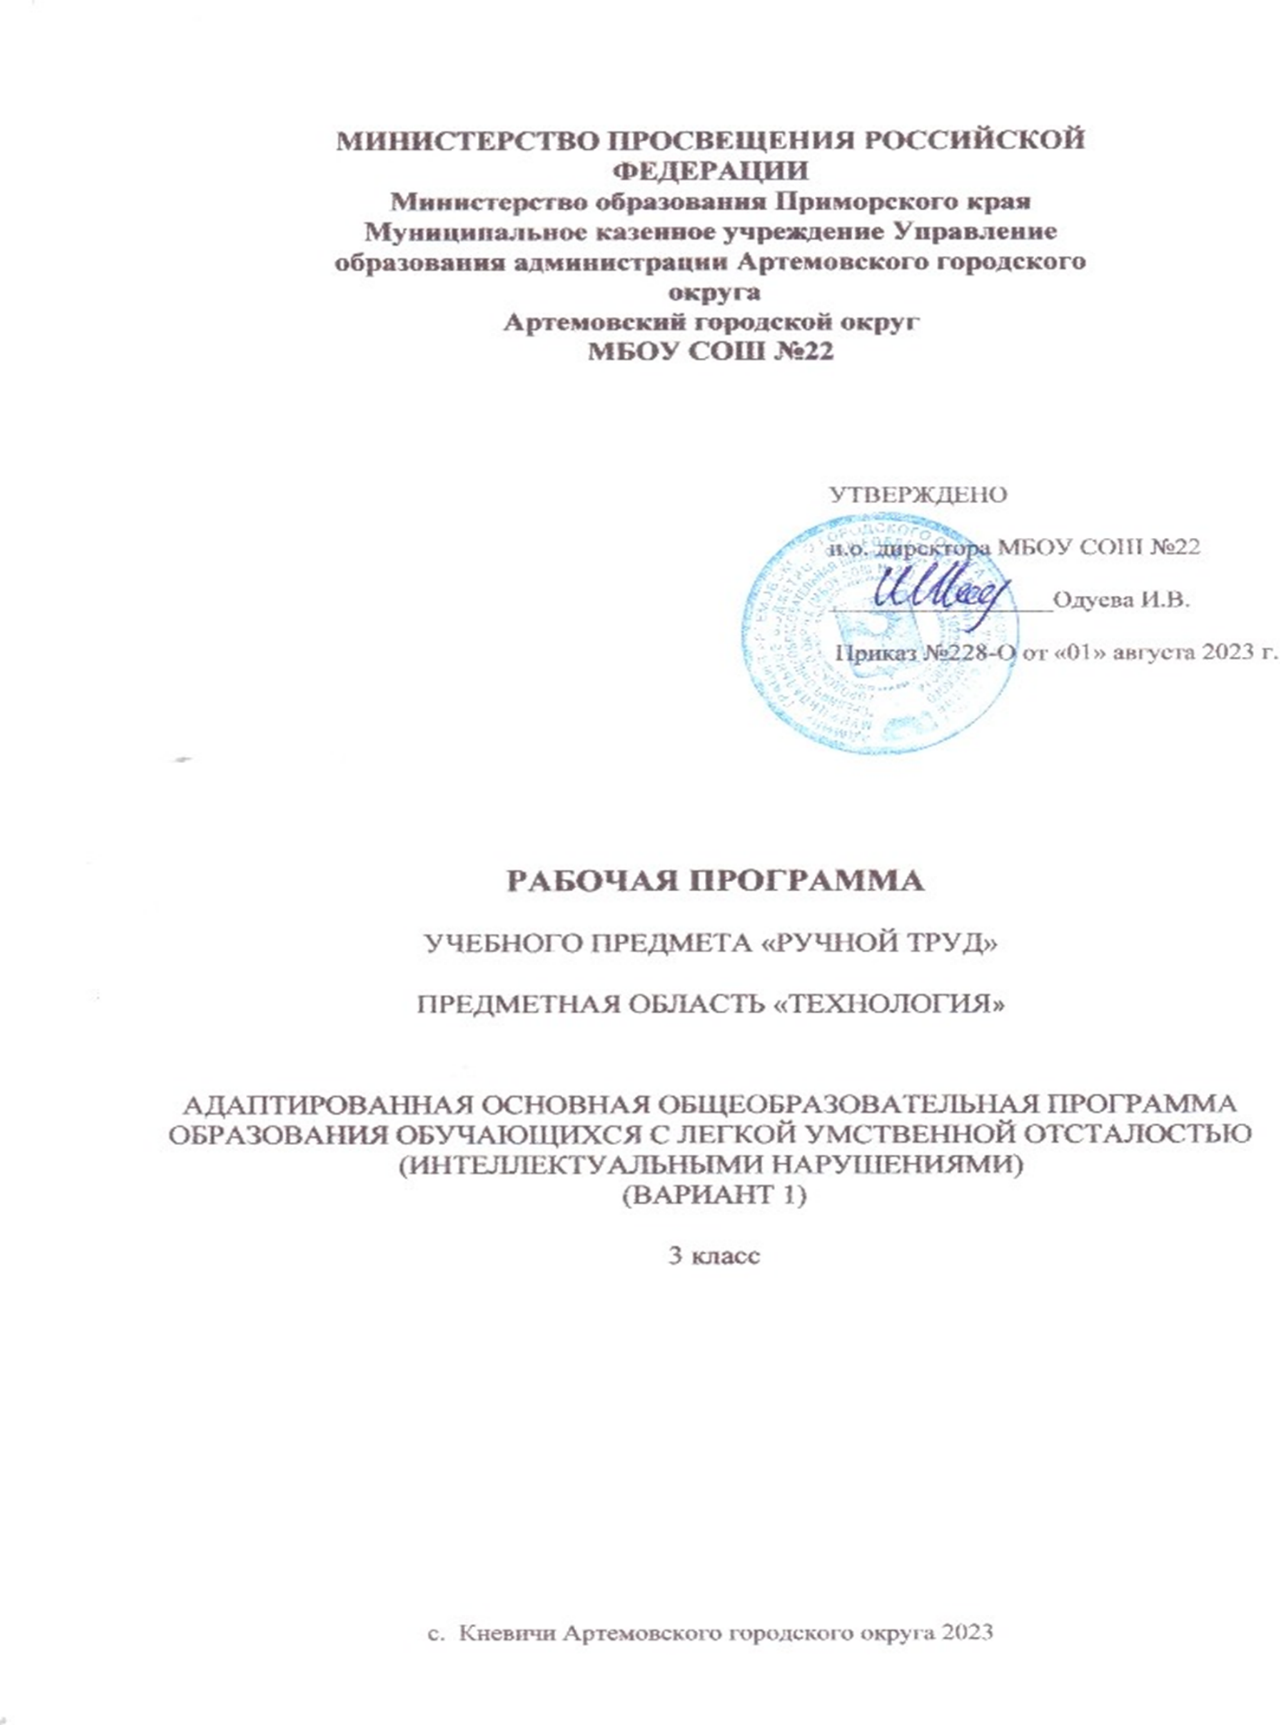 МИНИСТЕРСТВО ПРОСВЕЩЕНИЯ РОССИЙСКОЙ
ФЕДЕРАЦИИ
Министерство образования Приморского края
Муниципальное казенное учреждение Управление
образования администрации Артемовского городского
округа
Артемовский городской округ
МБОУ СОШ №22
УТВЕРЖДЕНО
и.о. директора МБОУ СОШ №22
Одуева И.В.
Приказ №228-О от «01» августа 2023 г.
РАБОЧАЯ ПРОГРАММА
УЧЕБНОГО ПРЕДМЕТА «РУЧНОЙ ТРУД»
ПРЕДМЕТНАЯ ОБЛАСТЬ «ТЕХНОЛОГИЯ»
АДАПТИРОВАННАЯ ОСНОВНАЯ ОБЩЕОБРАЗОВАТЕЛЬНАЯ ПРОГРАММА
ОБРАЗОВАНИЯ ОБУЧАЮЩИХСЯ С ЛЕГКОЙ УМСТВЕННОЙ ОТСТАЛОСТЬЮ
(ИНТЕЛЛЕКТУАЛЬНЫМИ НАРУШЕНИЯМИ)
(ВАРИАНТ 1)
3 класс
с. Кневичи Артемовского городского округа 2023